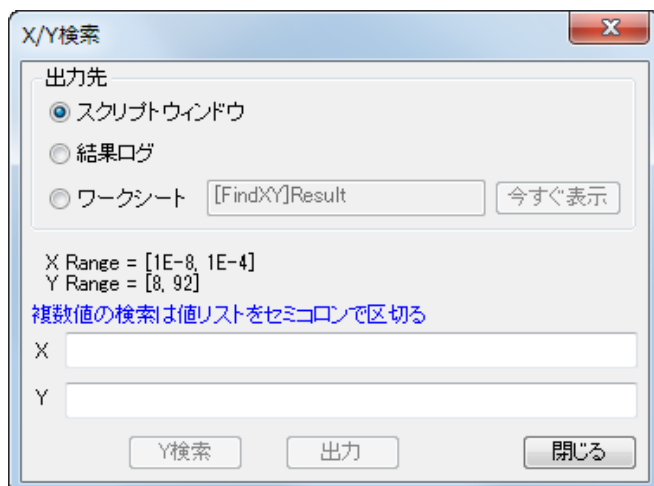 X/Y検索
出力先
スクリプトウィンドウ
結果ログ
ワークシート [FindXY]Result 今すぐ表示
X Range = [1E-8, 1E-4]
Y Range = [8, 92]
複数値の検索は値リストをセミコロンで区切る
X
Y
Y検索 出力 閉じる